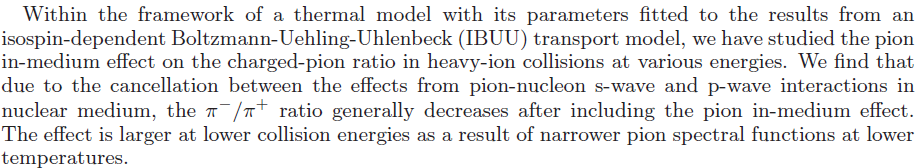 Within the framework of a thermal model with its parameters fitted to the results from an
isospin-dependent Boltzmann-Uehling-Uhlenbeck (IBUU) transport model, we have studied the pion
in-medium effect on the charged-pion ratio in heavy-ion collisions at various energies. We find that
due to the cancellation between the effects from pion-nucleon s-wave and p-wave interactions in
nuclear medium, the π⁻/π⁺ ratio generally decreases after including the pion in-medium effect.
The effect is larger at lower collision energies as a result of narrower pion spectral functions at lower
temperatures.